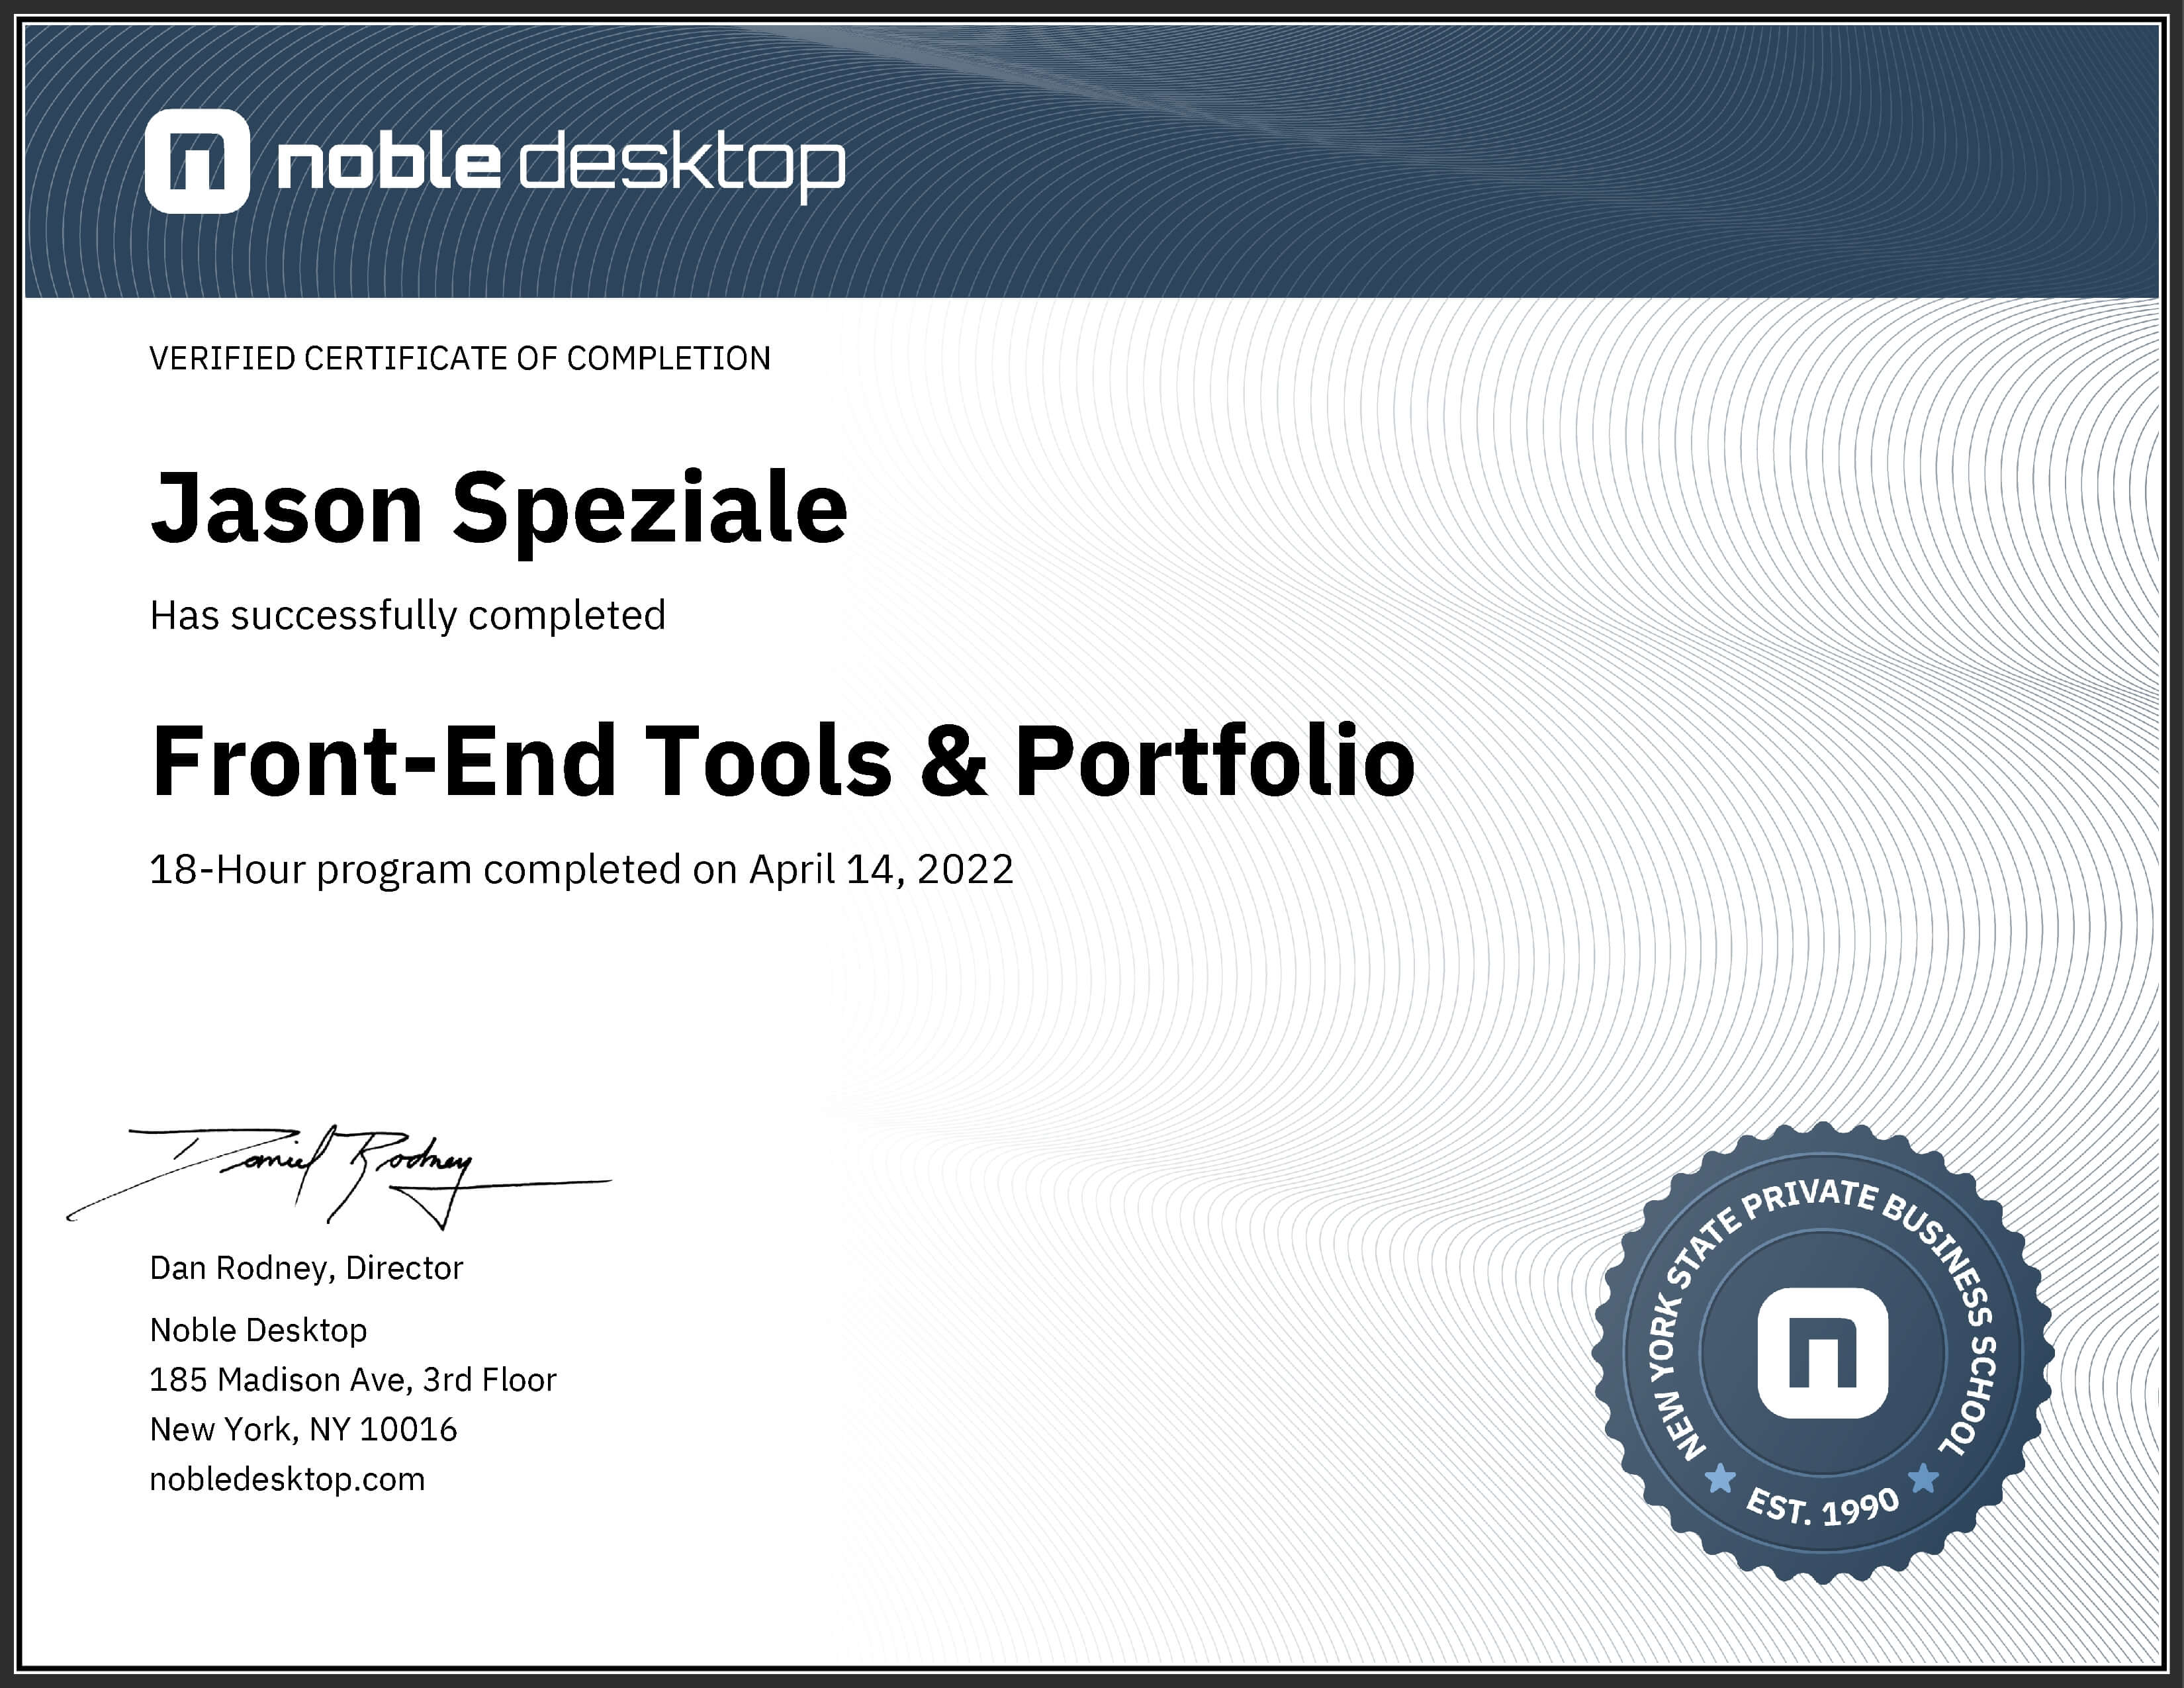 noble desktop
VERIFIED CERTIFICATE OF COMPLETION
Jason Speziale
Has successfully completed
Front-End Tools & Portfolio
18-Hour program completed on April 14, 2022
Daniel Rodney
Dan Rodney, Director
Noble Desktop
185 Madison Ave, 3rd Floor
New York, NY 10016
nobledesktop.com
NEW YORK STATE PRIVATE BUSINESS SCHOOL
EST. 1990